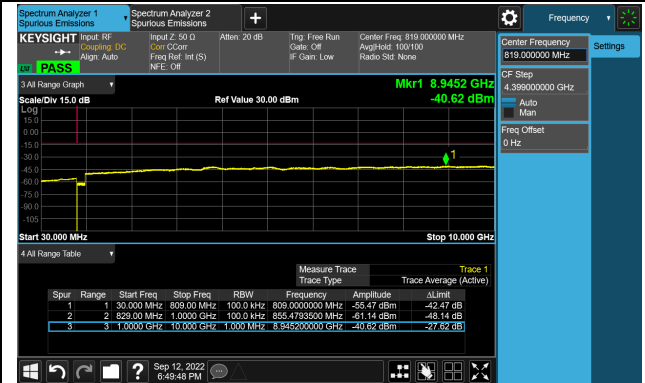 Spectrum Analyzer 1
Spurious Emissions
Spectrum Analyzer 2
Spurious Emissions
Frequency
KEYSIGHT
Input: RF
Coupling: DC
Align: Auto
Input Z: 50 Ω
Corr CCorr
Freq Ref: Int (S)
NFE: Off
Atten: 20 dB
Trig: Free Run
Gate: Off
IF Gain: Low
Center Freq: 819.000000 MHz
Avg|Hold: 100/100
Radio Std: None
PASS
Center Frequency
819.000000 MHz
Settings
CF Step
4.399000000 GHz
Auto
Man
Freq Offset
0 Hz
3 All Range Graph
Mkr1 8.9452 GHz
Scale/Div 15.0 dB
Ref Value 30.00 dBm
-40.62 dBm
Log
15.0
0.00
-15.0
-30.0
-45.0
-60.0
-75.0
-90.0
-105
1
Start 30.000 MHz
Stop 10.000 GHz
4 All Range Table
Measure Trace
Trace 1
Trace Type
Trace Average (Active)
Spur Range Start Freq Stop Freq RBW Frequency Amplitude ΔLimit
1 1 30.000 MHz 809.00 MHz 100.0 kHz 809.0000000 MHz -55.47 dBm -42.47 dB
2 2 829.00 MHz 1.0000 GHz 100.0 kHz 855.4793500 MHz -61.14 dBm -48.14 dB
3 3 1.0000 GHz 10.000 GHz 1.000 MHz 8.945200000 GHz -40.62 dBm -27.62 dB
Sep 12, 2022
6:49:48 PM